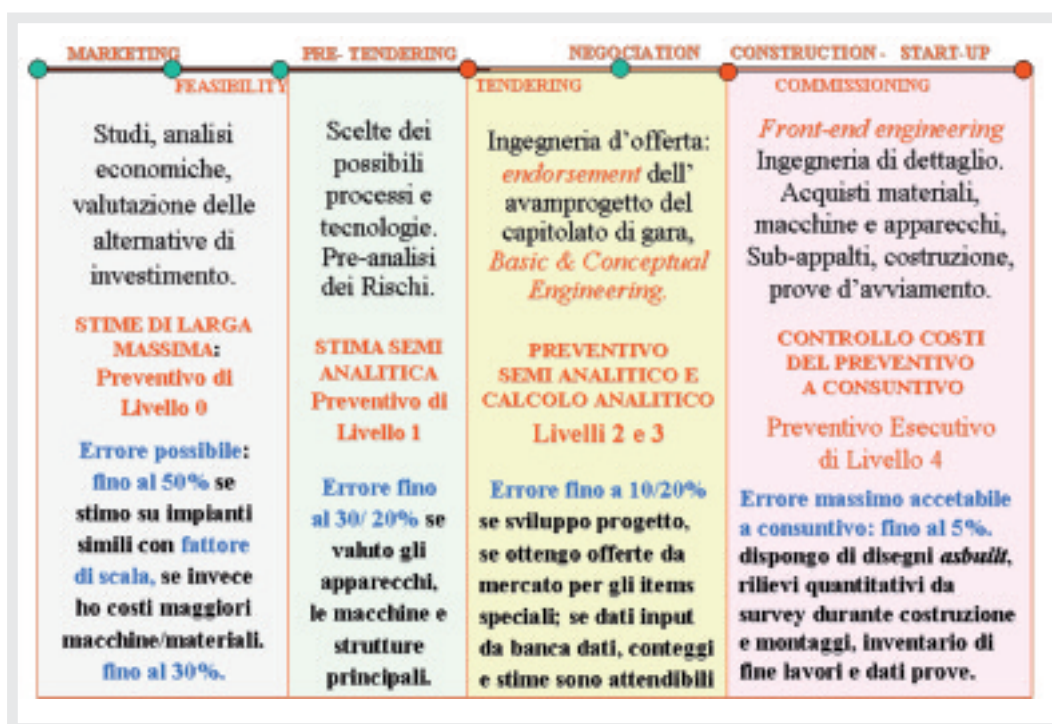 MARKETING
FEASIBILITY
PRE- TENDERING
NEGOCIATION
TENDERING
CONSTRUCTION - START-UP
COMMISSIONING
Studi, analisi
economiche,
valutazione delle
alternative di
investimento.
STIME DI LARGA
MASSIMA:
Preventivo di
Livello 0
Errore possibile:
fino al 50% se
stimo su impianti
simili con fattore
di scala, se invece
ho costi maggiori
macchine/materiali.
fino al 30%.
Scelte dei
possibili
processi e
tecnologie.
Pre-analisi
dei Rischi.
STIMA SEMI
ANALITICA
Preventivo di
Livello 1
Errore fino
al 30/ 20% se
valuto gli
apparecchi,
le macchine e
strutture
principali.
Ingegneria d'offerta:
endorsement dell'
avamprogetto del
capitolato di gara,
Basic & Conceptual
Engineering.
PREVENTIVO
SEMI ANALITICO E
CALCOLO ANALITICO
Livelli 2 e 3
Errore fino a 10/20%
se sviluppo progetto,
se ottengo offerte da
mercato per gli items
speciali; se dati input
da banca dati, conteggi
e stime sono attendibili
Front-end engineering
Ingegneria di dettaglio.
Acquisti materiali,
macchine e apparecchi,
Sub-appalti, costruzione,
prove d'avviamento.
CONTROLLO COSTI
DEL PREVENTIVO
A CONSUNTIVO
Preventivo Esecutivo
di Livello 4
Errore massimo accetabile
a consuntivo: fino al 5%.
dispongo di disegni asbuilt,
rilievi quantitativi da
survey durante costruzione
e montaggi, inventario di
fine lavori e dati prove.